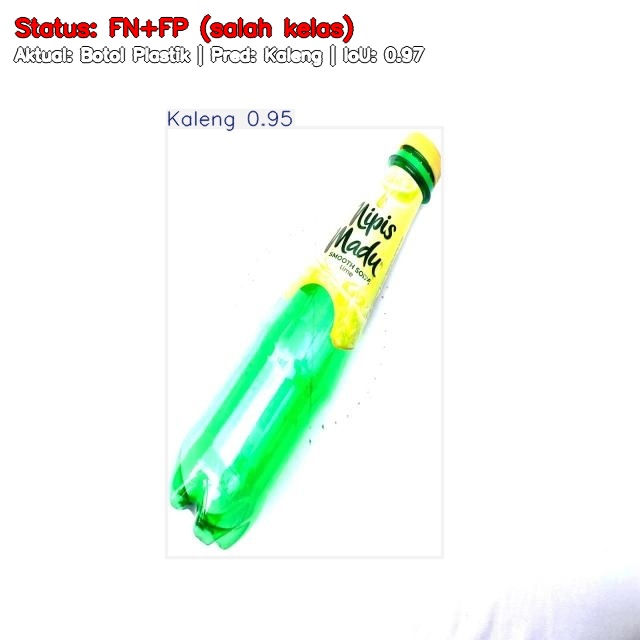 Status: FN+FP (salah kelas)
Aktual: Botol Plastik | Pred: Kaleng | IoU: 0.97
Kaleng 0.95
Nipis
Madu
SMOOTH SODA
Lime